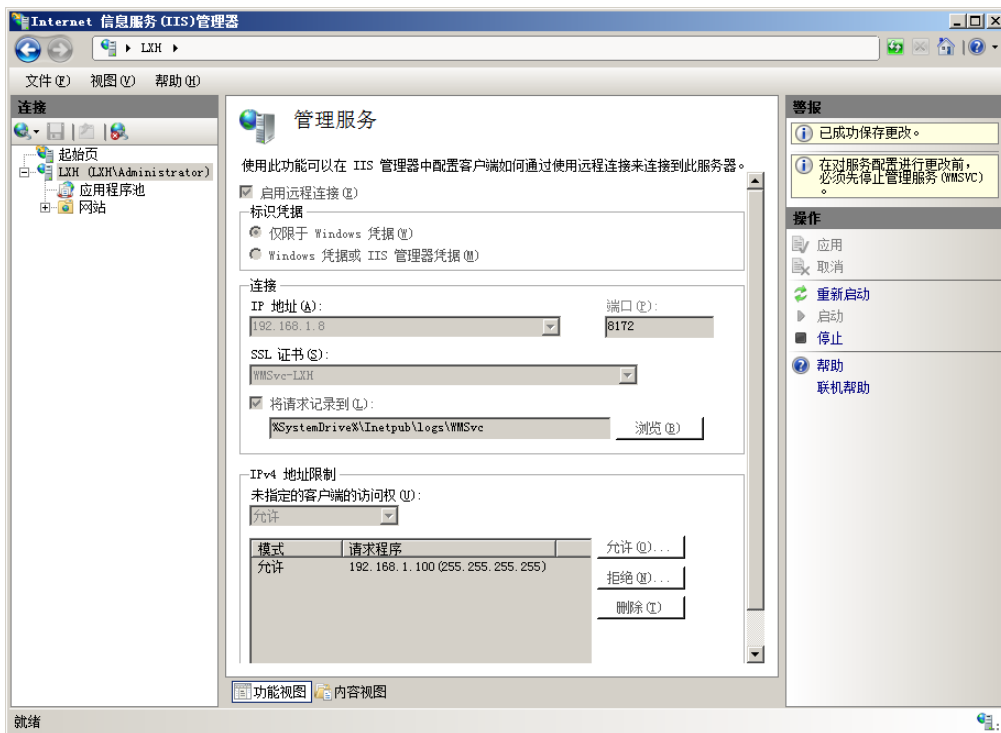 Internet 信息服务(IIS)管理器
LXH
文件(F) 视图(V) 帮助(H)
连接
起始页
LXH (LXH\Administrator)
应用程序池
网站
管理服务
使用此功能可以在 IIS 管理器中配置客户端如何通过使用远程连接来连接到此服务器。
启用远程连接(E)
标识凭据
仅限于 Windows 凭据(W)
Windows 凭据或 IIS 管理器凭据(M)
连接
IP 地址(A): 端口(P):
192.168.1.8 8172
SSL 证书(S):
WMSvc-LXH
将请求记录到(L):
%SystemDrive%\Inetpub\logs\WMSvc 浏览(B)
IPv4 地址限制
未指定的客户端的访问权(U):
允许
模式 请求程序
允许 192.168.1.100(255.255.255.255)
允许(O)...
拒绝(N)...
删除(T)
功能视图 内容视图
警报
已成功保存更改。
在对服务配置进行更改前,
必须先停止管理服务(WMSVC)
。
操作
应用
取消
重新启动
启动
停止
帮助
联机帮助
就绪